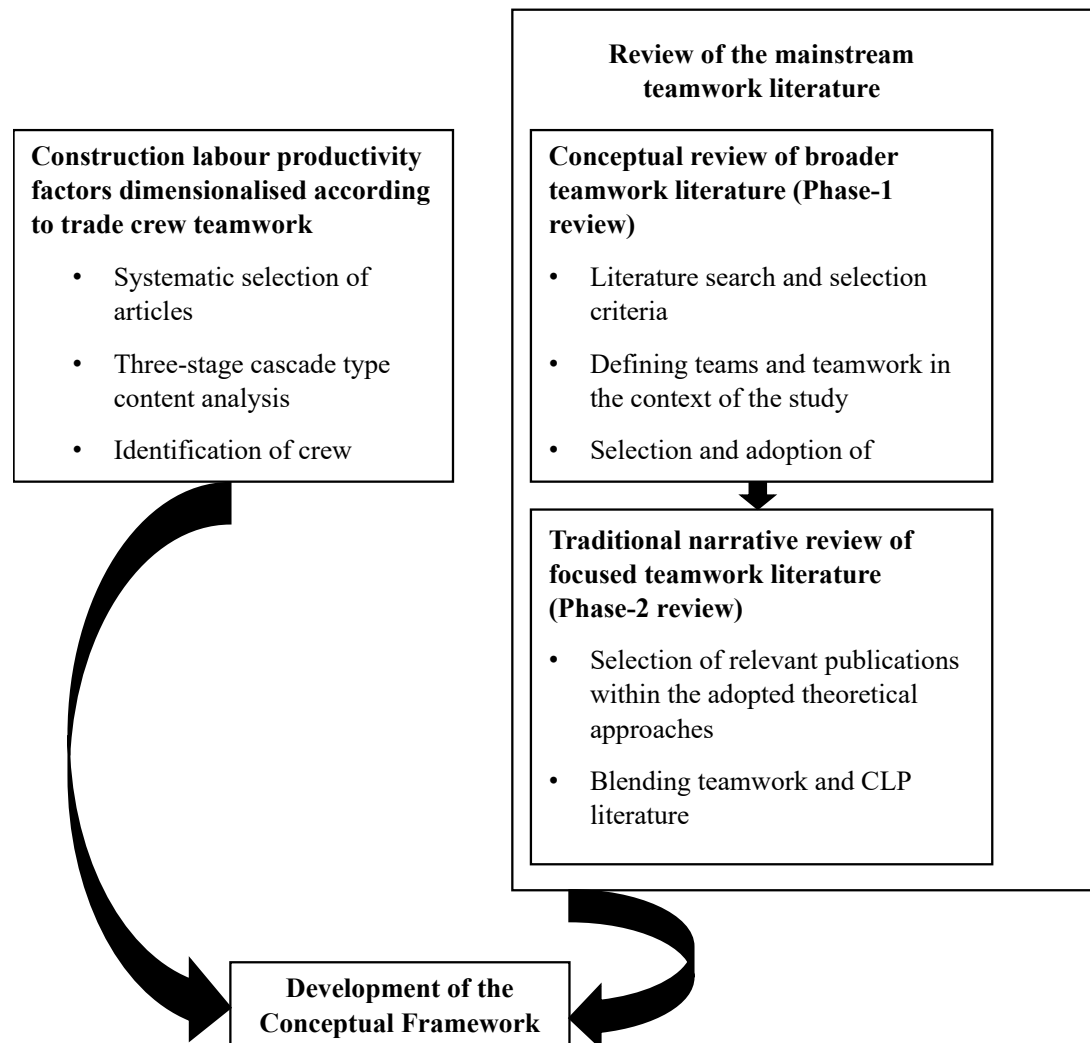 Review of the mainstream
teamwork literature
Construction labour productivity
factors dimensionalised according
to trade crew teamwork
• Systematic selection of
articles
• Three-stage cascade type
content analysis
• Identification of crew
Conceptual review of broader
teamwork literature (Phase-1
review)
• Literature search and selection
criteria
• Defining teams and teamwork in
the context of the study
• Selection and adoption of
Traditional narrative review of
focused teamwork literature
(Phase-2 review)
• Selection of relevant publications
within the adopted theoretical
approaches
• Blending teamwork and CLP
literature
Development of the
Conceptual Framework